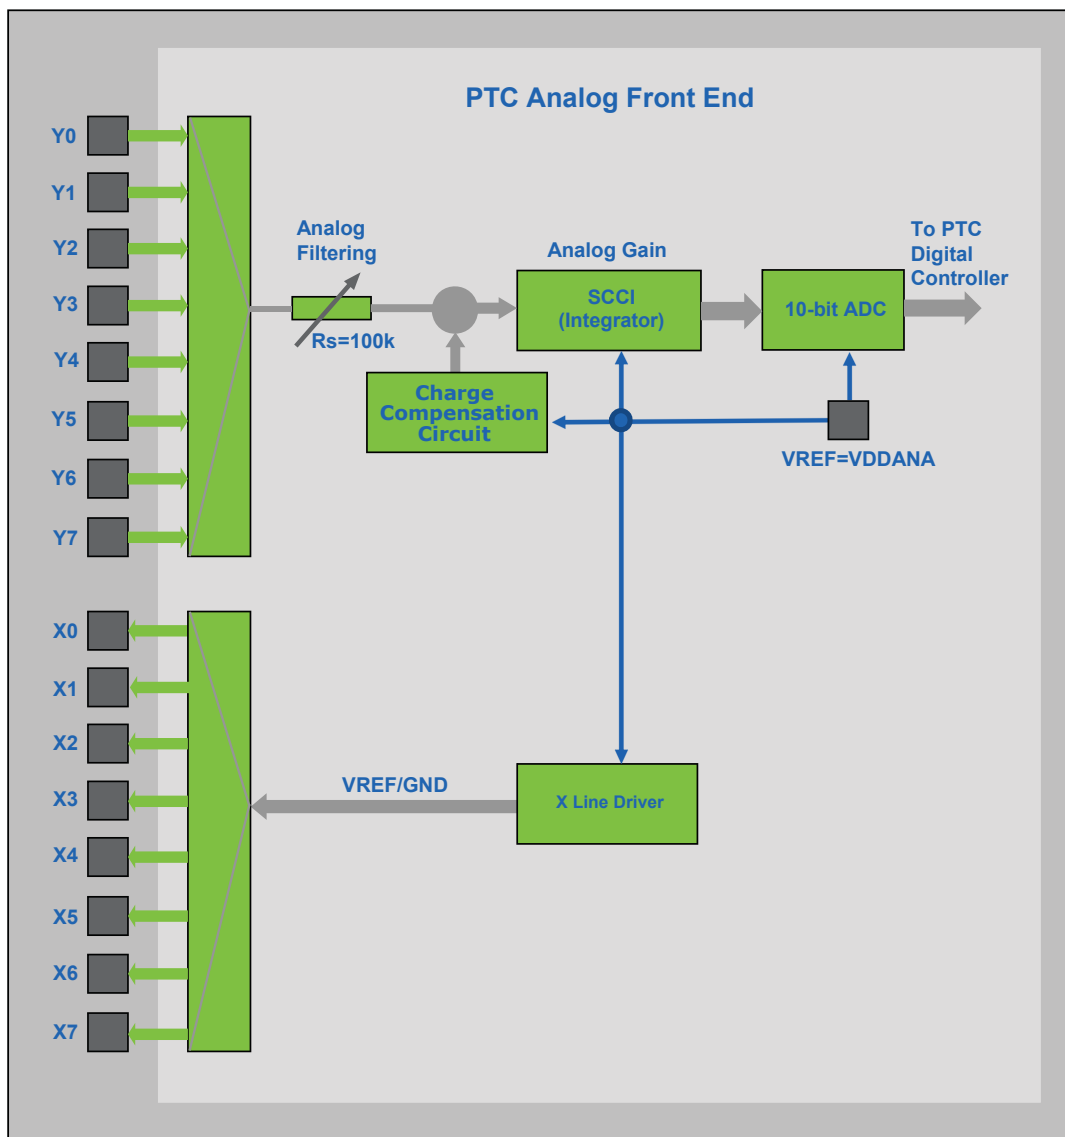 PTC Analog Front End
Y0
Y1
Y2
Y3
Y4
Y5
Y6
Y7
Analog
Filtering
Rs=100k
Analog Gain
SCCI
(Integrator)
10-bit ADC
To PTC
Digital
Controller
Charge
Compensation
Circuit
VREF=VDDANA
X0
X1
X2
X3
X4
X5
X6
X7
VREF/GND
X Line Driver